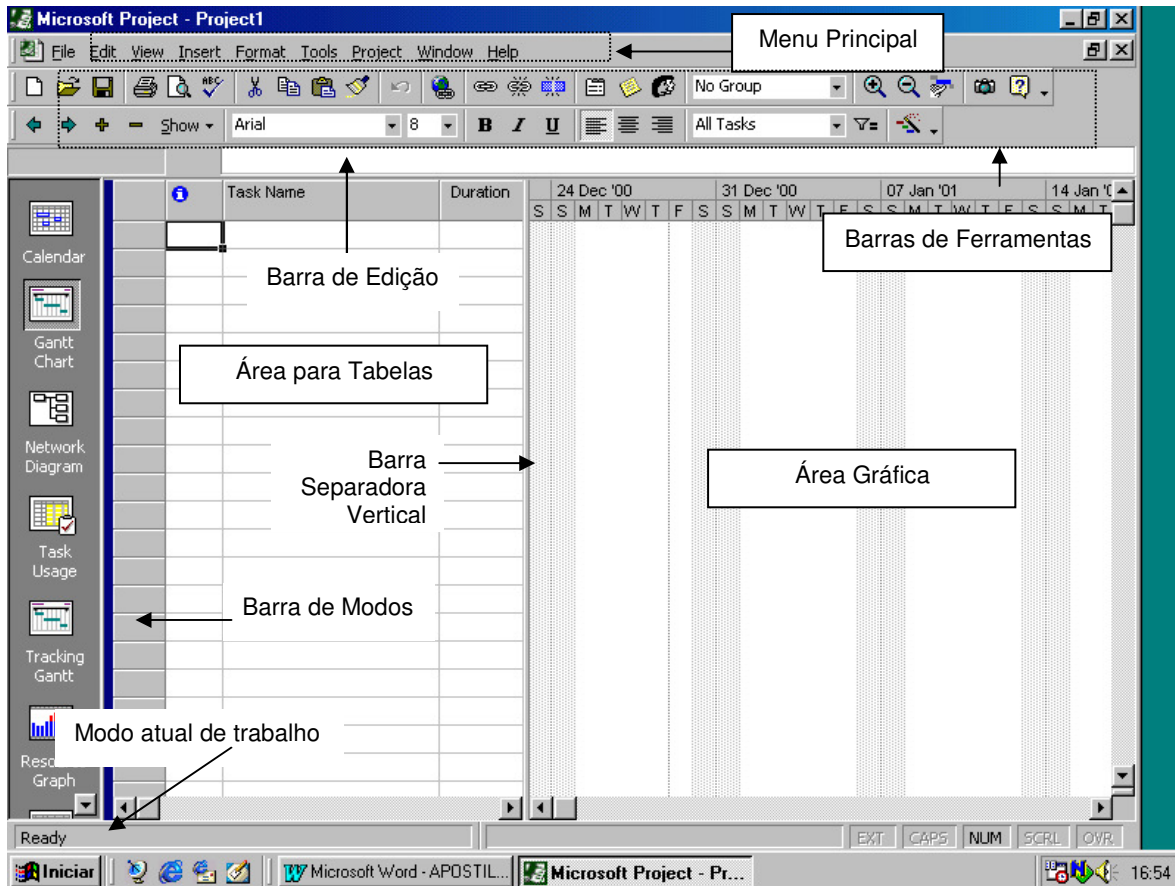 Microsoft Project - Project1
Menu Principal
File Edit View Insert Format Tools Project Window Help
No Group
Show Arial 8 B I U All Tasks
Task Name Duration 24 Dec '00 31 Dec '00 07 Jan '01 14 Jan '0
S S M T W T F S S M T W T F S S M T W T F S S M T
Barras de Ferramentas
Calendar
Barra de Edição
Gantt
Chart
Área para Tabelas
Network
Diagram
Barra
Separadora
Vertical
Área Gráfica
Task
Usage
Barra de Modos
Tracking
Gantt
Modo atual de trabalho
Graph
Ready EXT CAPS NUM SCRL OVR
Iniciar Microsoft Word - APOSTIL... Microsoft Project - Pr... 16:54